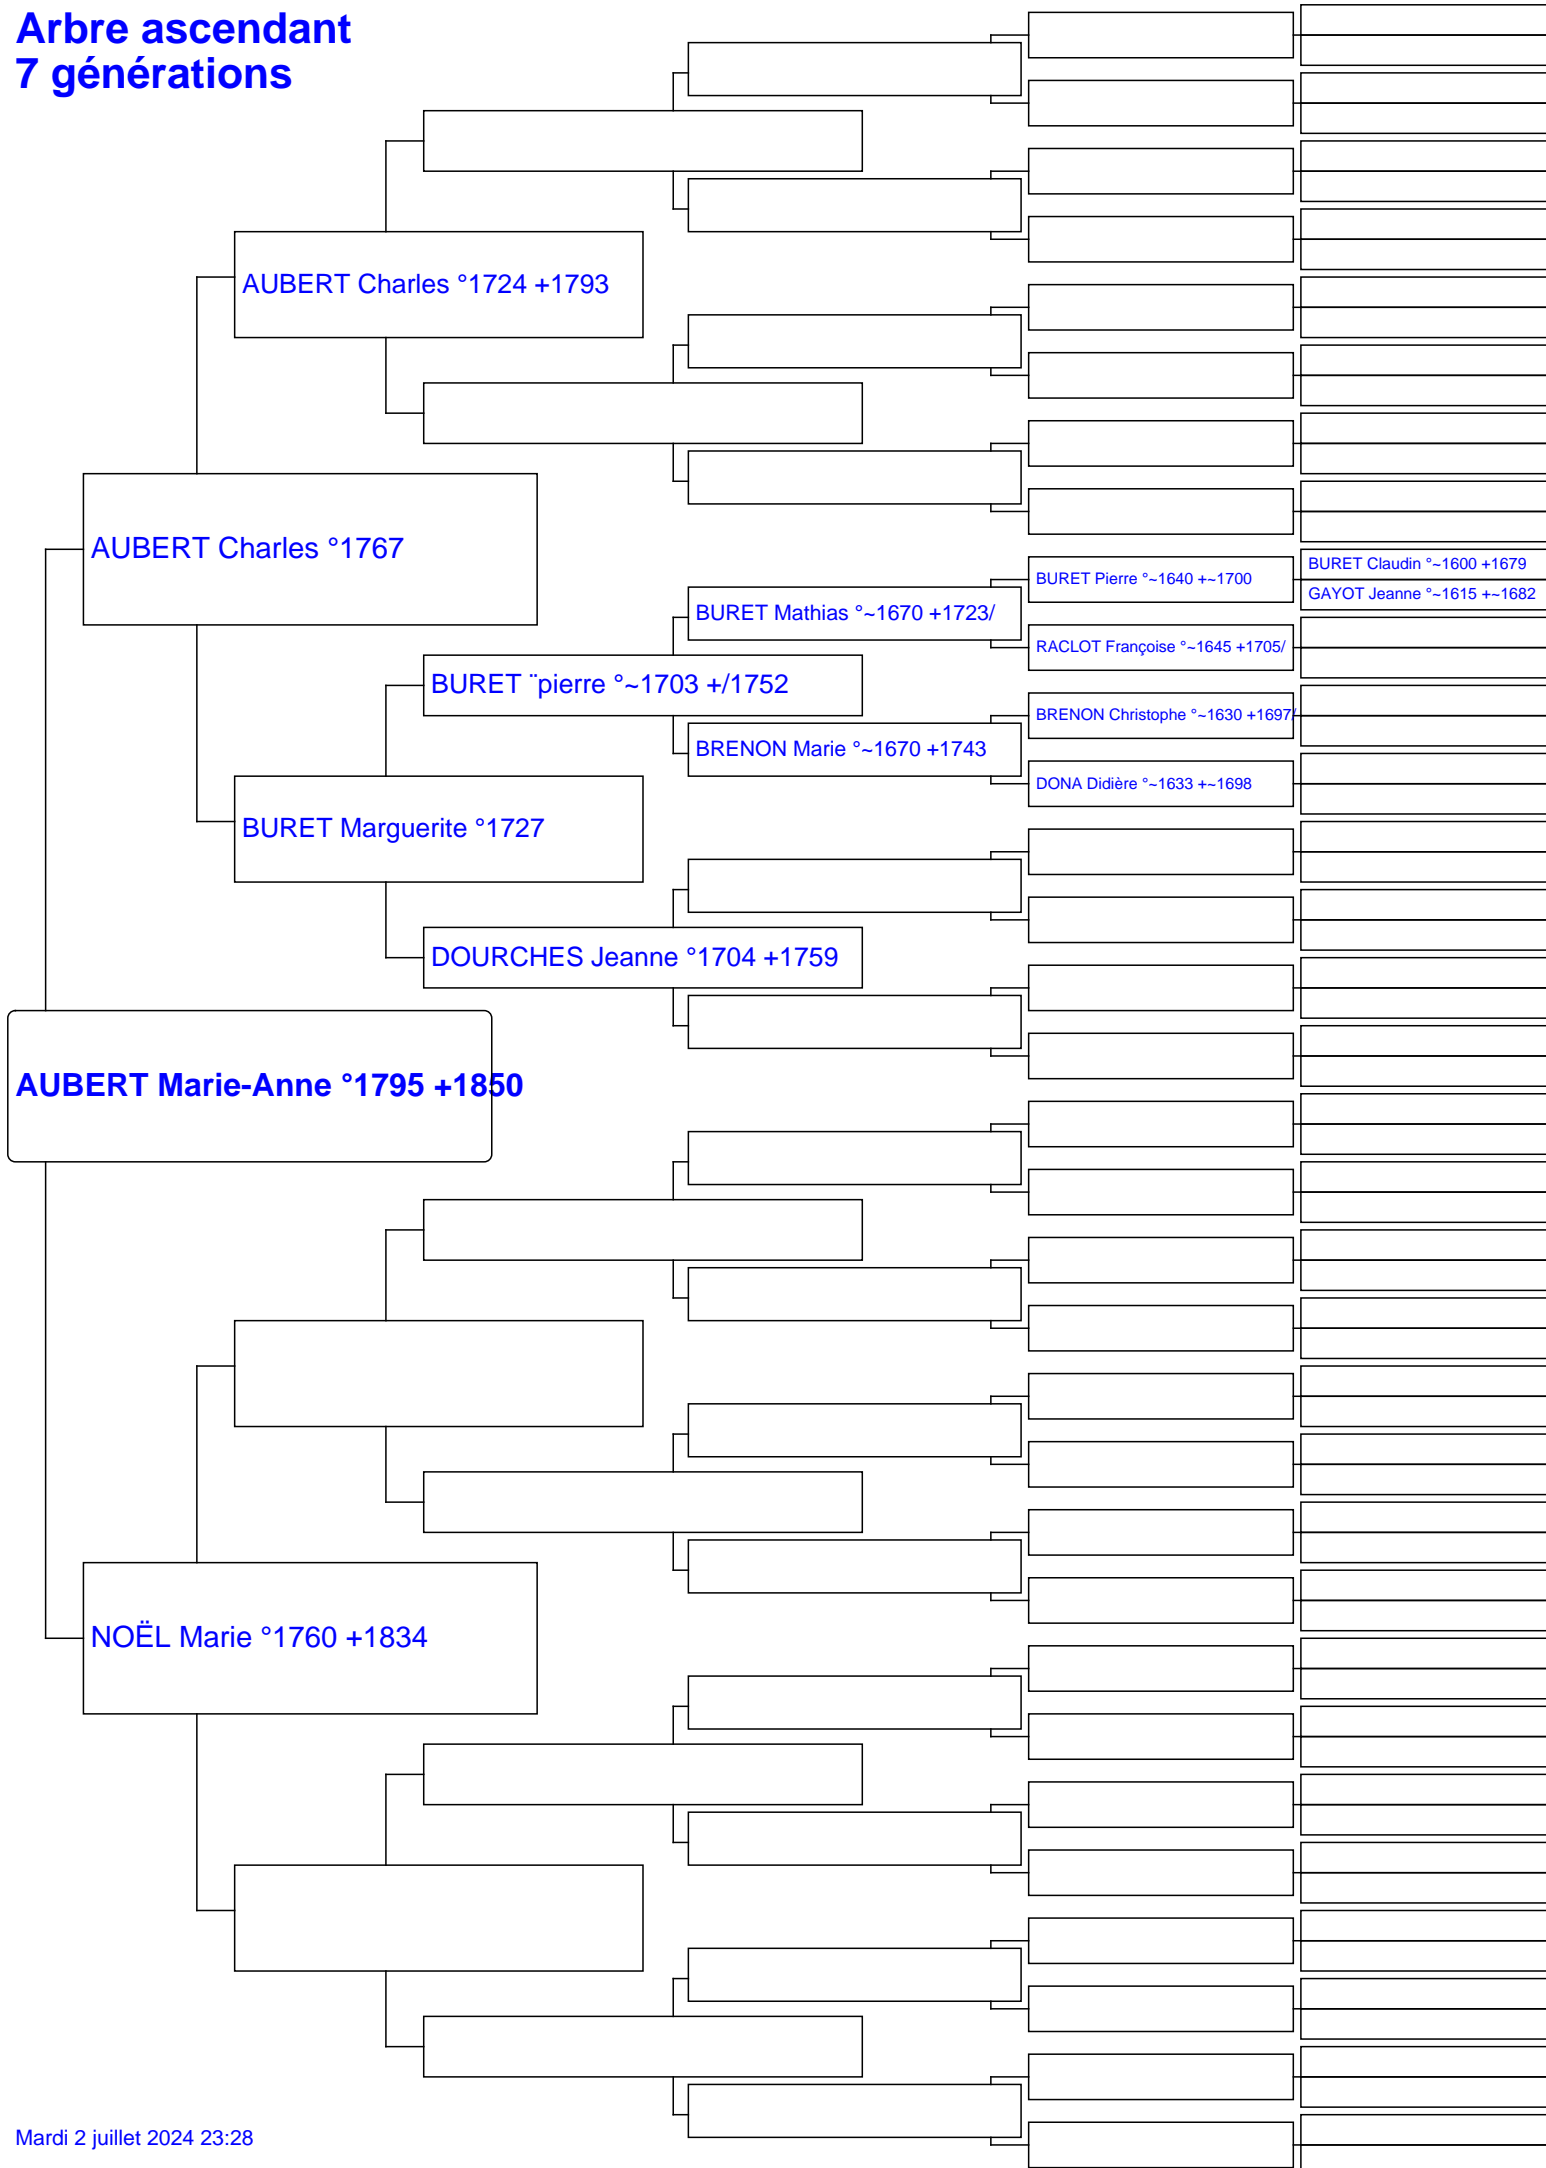 Arbre ascendant
7 générations
AUBERT Charles °1724 +1793
AUBERT Charles °1767
BURET Claudin °~1600 +1679
BURET Pierre °~1640 +~1700
GAYOT Jeanne °~1615 +~1682
BURET Mathias °~1670 +1723/
RACLOT Françoise °~1645 +1705/
BURET ¨pierre °~1703 +/1752
BRENON Christophe °~1630 +1697/
BRENON Marie °~1670 +1743
DONA Didière °~1633 +~1698
BURET Marguerite °1727
DOURCHES Jeanne °1704 +1759
AUBERT Marie-Anne °1795 +1850
NOËL Marie °1760 +1834
Mardi 2 juillet 2024 23:28